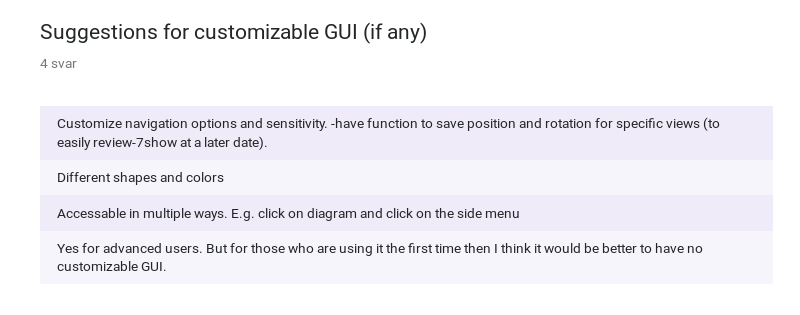 Suggestions for customizable GUI (if any)
4 svar
Customize navigation options and sensitivity. -have function to save position and rotation for specific views (to
easily review-7show at a later date).
Different shapes and colors
Accessable in multiple ways. E.g. click on diagram and click on the side menu
Yes for advanced users. But for those who are using it the first time then I think it would be better to have no
customizable GUI.